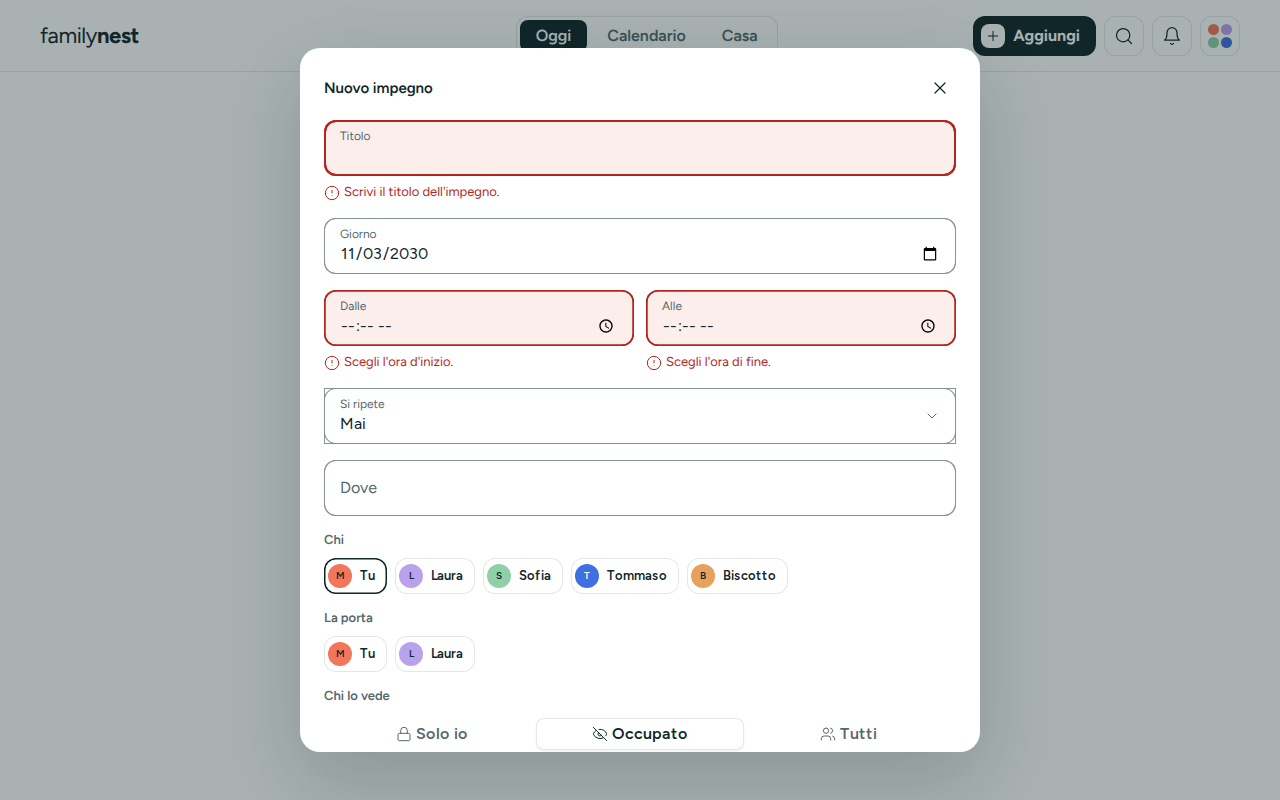 familynest
Oggi
Calendario
Casa
Aggiungi
Nuovo impegno
Titolo
Scrivi il titolo dell'impegno.
Giorno
11/03/2030
Dalle
--:-- --
Alle
--:-- --
Scegli l'ora d'inizio.
Scegli l'ora di fine.
Si ripete
Mai
Dove
Chi
M Tu
L Laura
S Sofia
T Tommaso
B Biscotto
La porta
M Tu
L Laura
Chi lo vede
Solo io
Occupato
Tutti